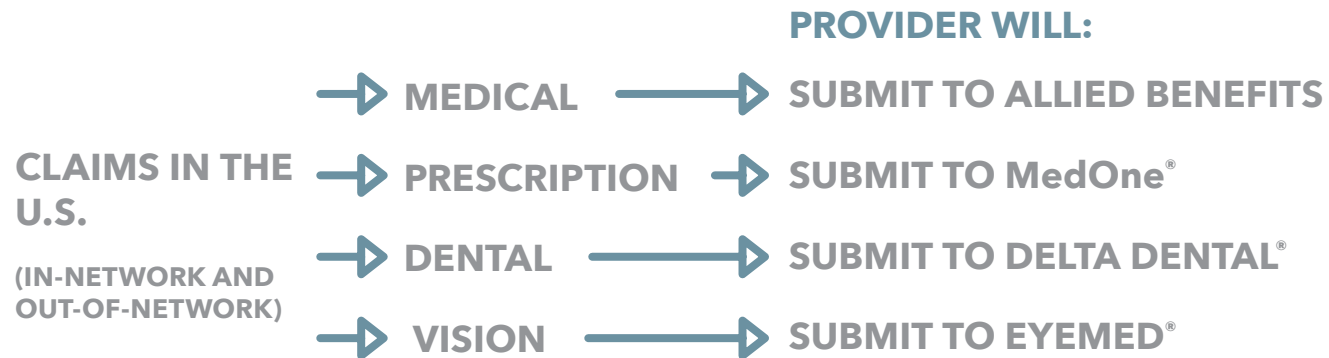 PROVIDER WILL:
MEDICAL
SUBMIT TO ALLIED BENEFITS
CLAIMS IN THE
U.S.
(IN-NETWORK AND
OUT-OF-NETWORK)
PRESCRIPTION
SUBMIT TO MedOne®
DENTAL
SUBMIT TO DELTA DENTAL®
VISION
SUBMIT TO EYEMED®